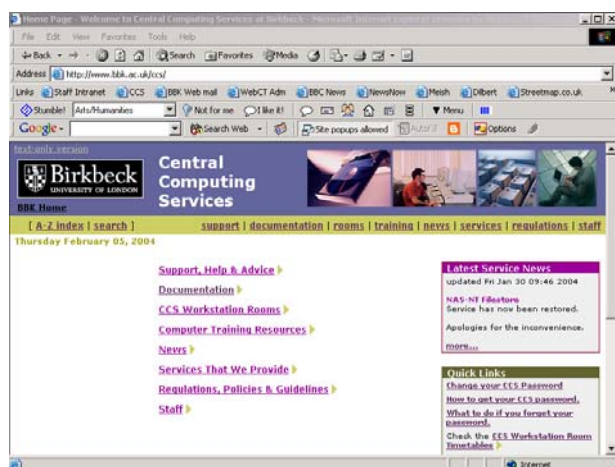 Home Page - Welcome to Central Computing Services at Birkbeck - Microsoft Internet
File Edit View Favorites Tools Help
Back Search Favorites Media
Address http://www.bbk.ac.uk/ccs/
Links Staff Intranet CCS BBK Web mail WebCT Adm BBC News NewsNow Meish Dilbert Streetmap.co.uk »
Stumble! Arts/Humanities Not for me I like it! Menu
Google Search Web Site popups allowed AutoFill Options
text-only version
Birkbeck
UNIVERSITY OF LONDON
Central
Computing
Services
BBK Home
[ A-Z index | search ] support | documentation | rooms | training | news | services | regulations | staff
Thursday February 05, 2004
Support, Help & Advice
Documentation
CCS Workstation Rooms
Computer Training Resources
News
Services That We Provide
Regulations, Policies & Guidelines
Staff
Latest Service News
updated Fri Jan 30 09:46 2004
NAS-NT Filestore
Service has now been restored.
Apologies for the inconvenience.
more...
Quick Links
Change your CCS Password
How to get your CCS password.
What to do if you forget your
password.
Check the CCS Workstation Room
Timetables
Internet